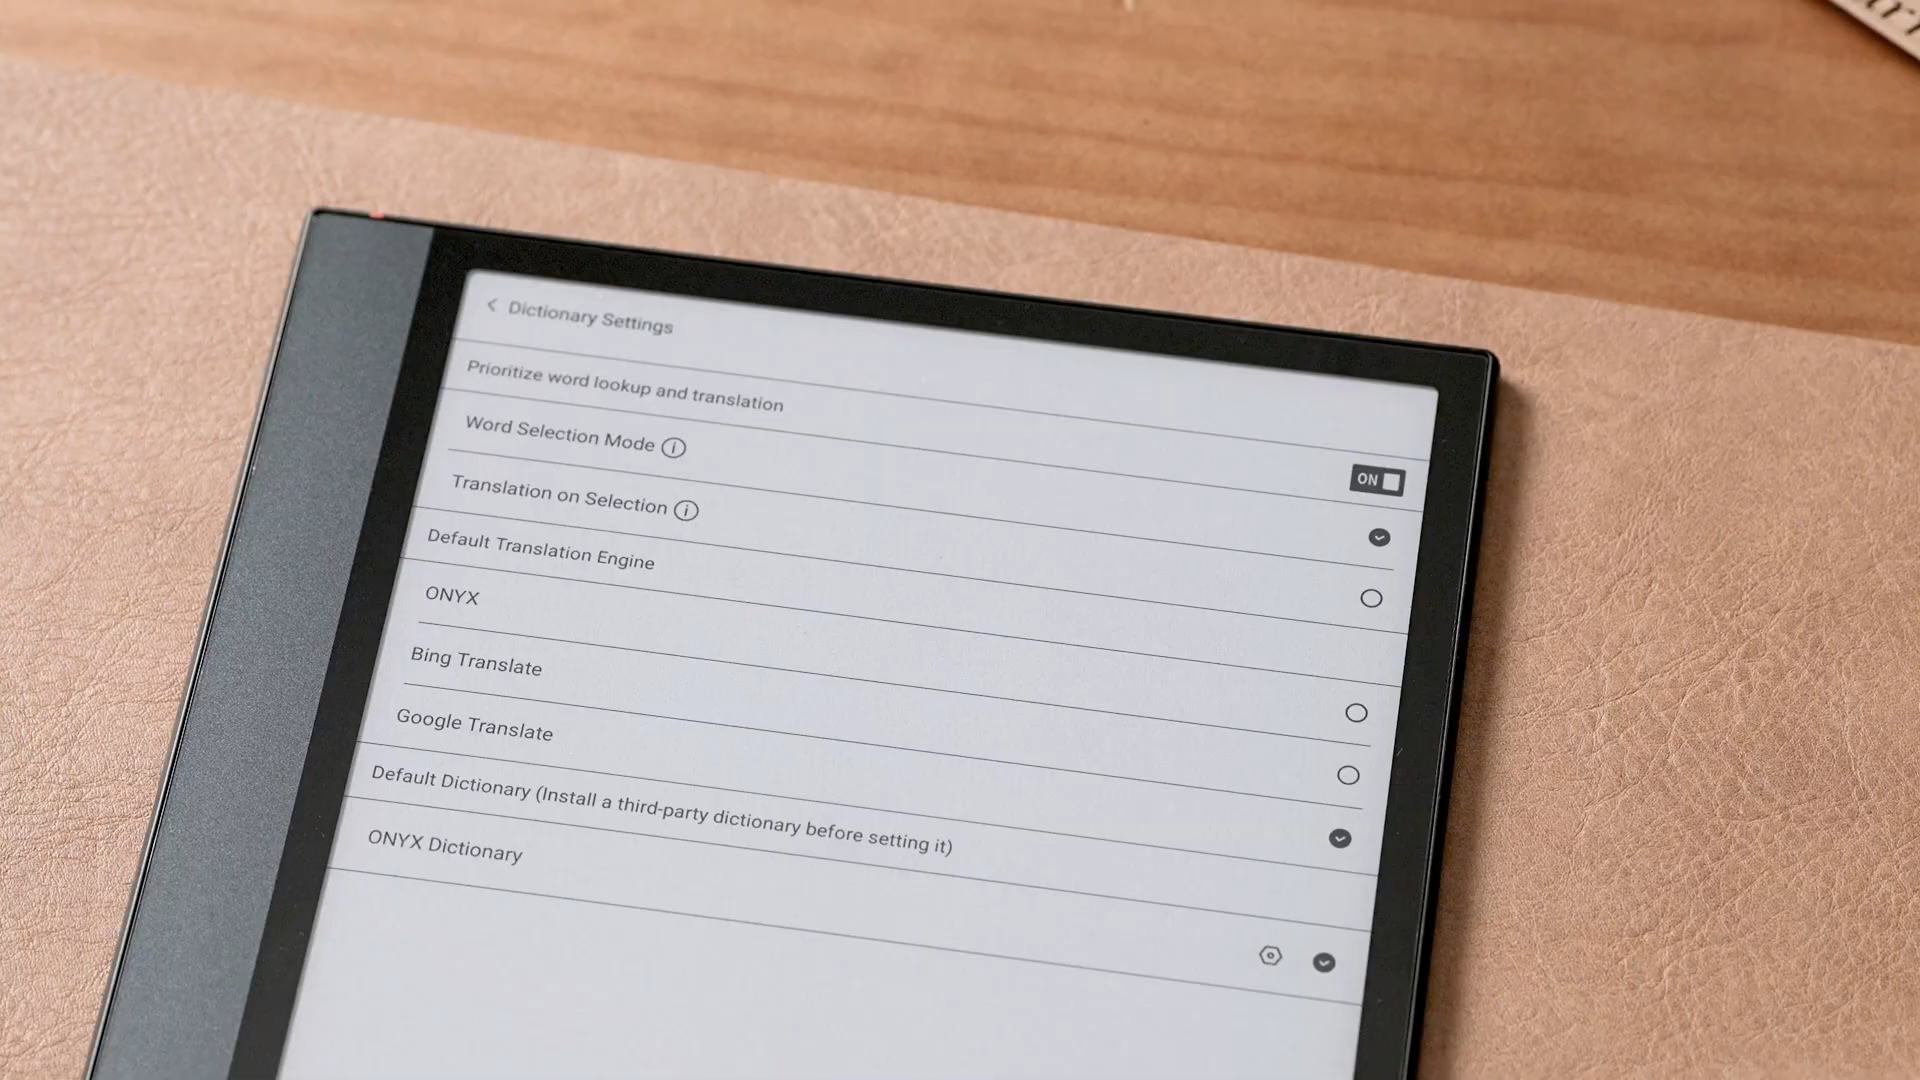 Dictionary Settings
Prioritize word lookup and translation
ON
Word Selection Mode
Translation on Selection
Default Translation Engine
ONYX
Bing Translate
Google Translate
Default Dictionary (Install a third-party dictionary before setting it)
ONYX Dictionary